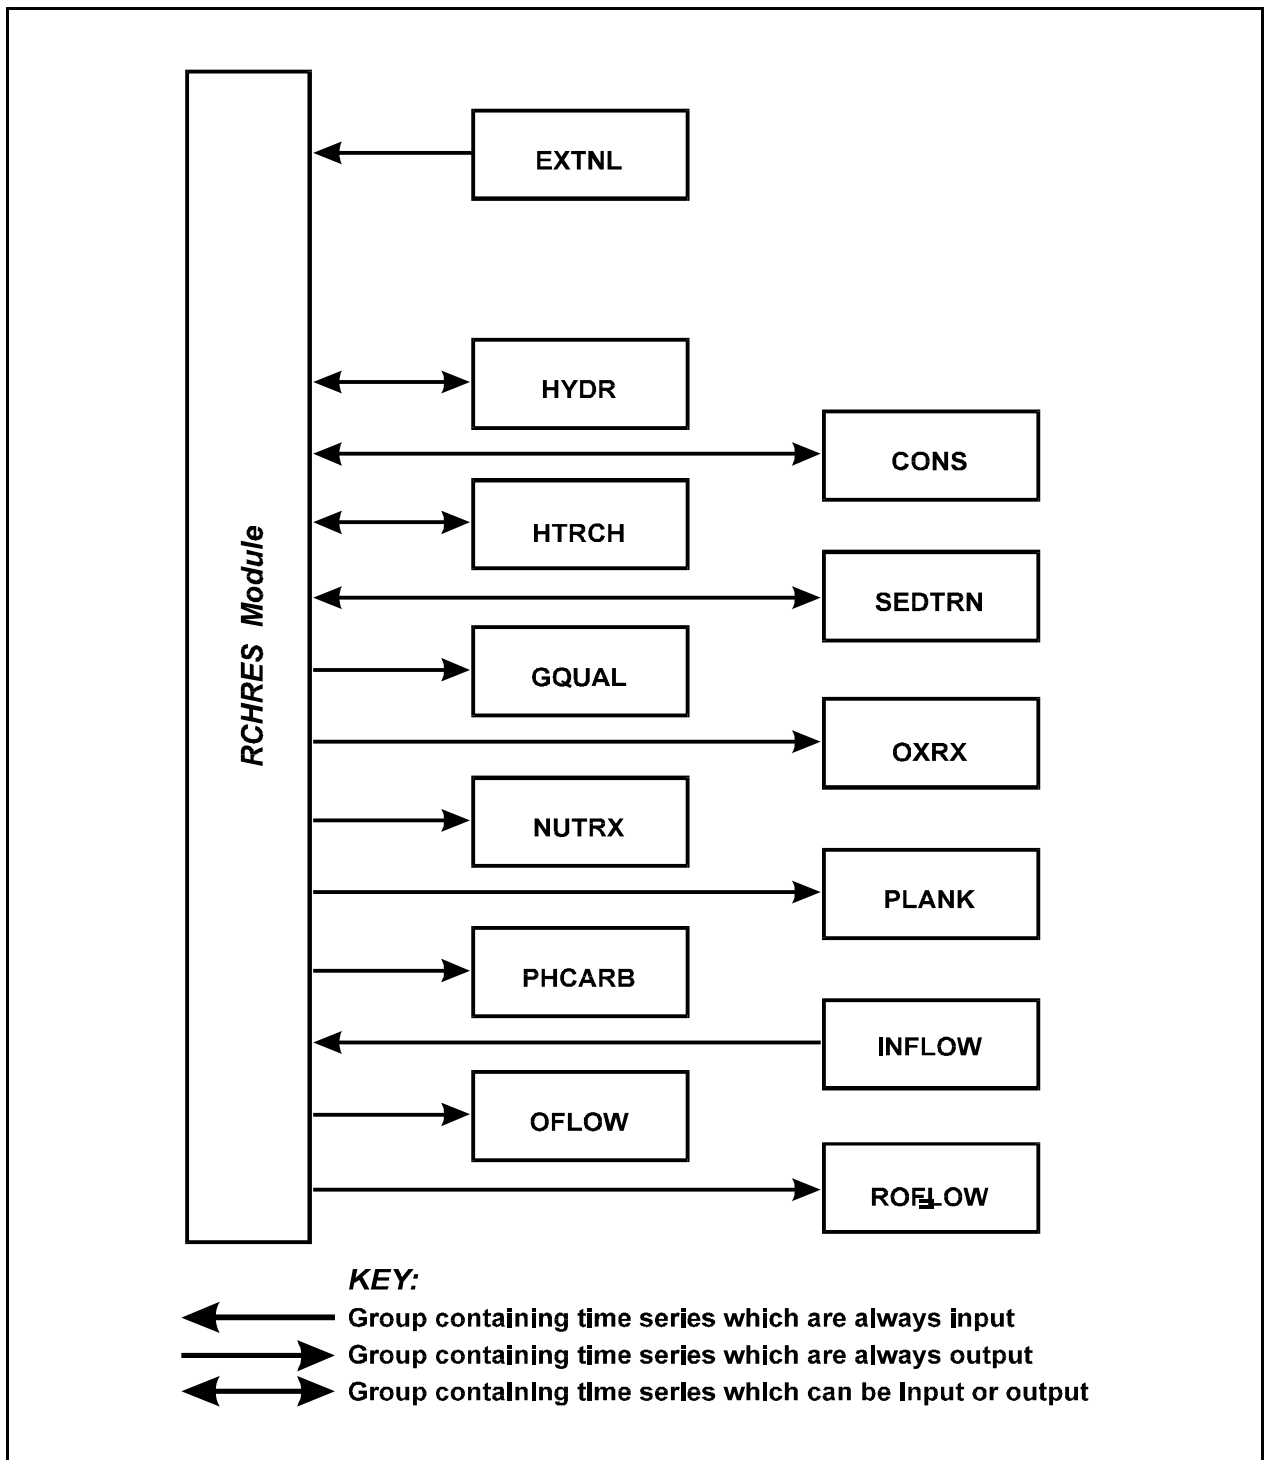 EXTNL
HYDR
CONS
HTRCH
SEDTRN
RCHRES Module
GQUAL
OXRX
NUTRX
PLANK
PHCARB
INFLOW
OFLOW
ROFLOW
KEY:
Group containing time series which are always input
Group containing time series which are always output
Group containing time series which can be input or output